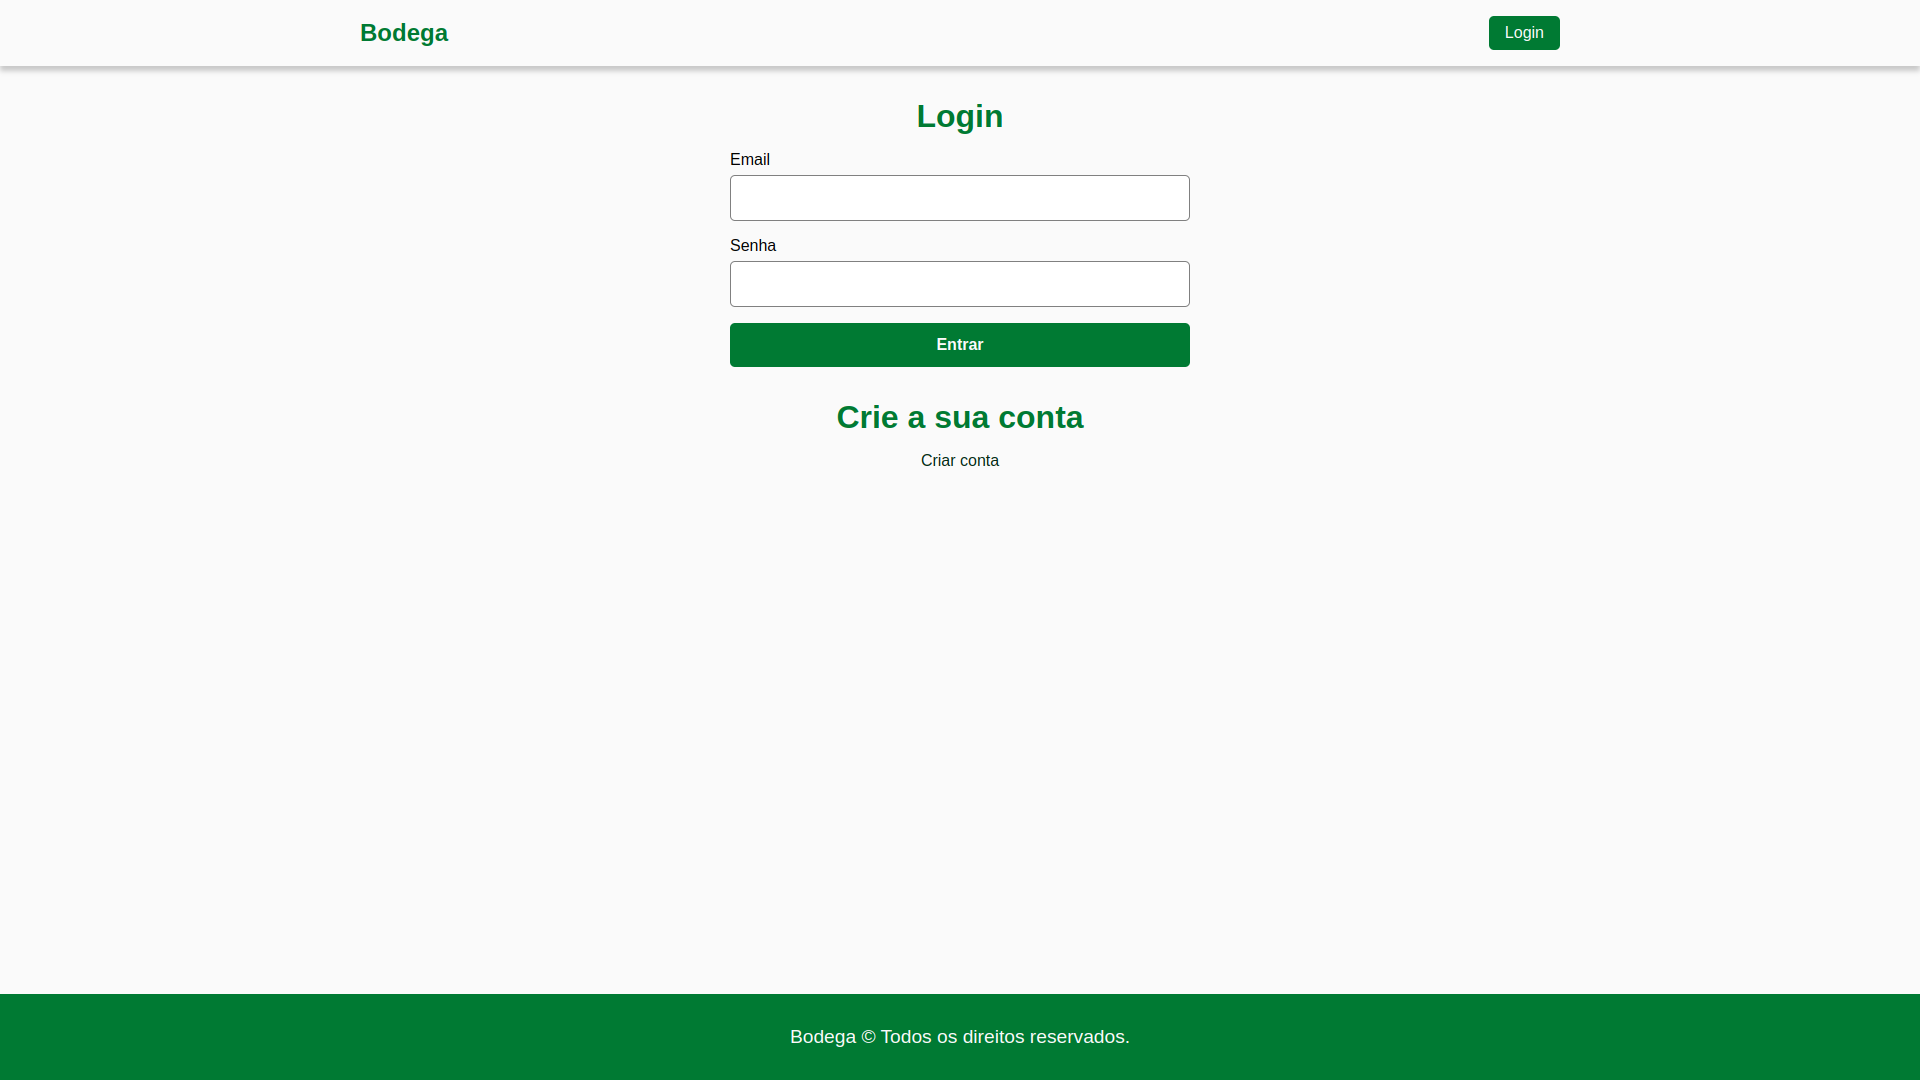 Bodega
Login
Login
Email
Senha
Entrar
Crie a sua conta
Criar conta
Bodega © Todos os direitos reservados.